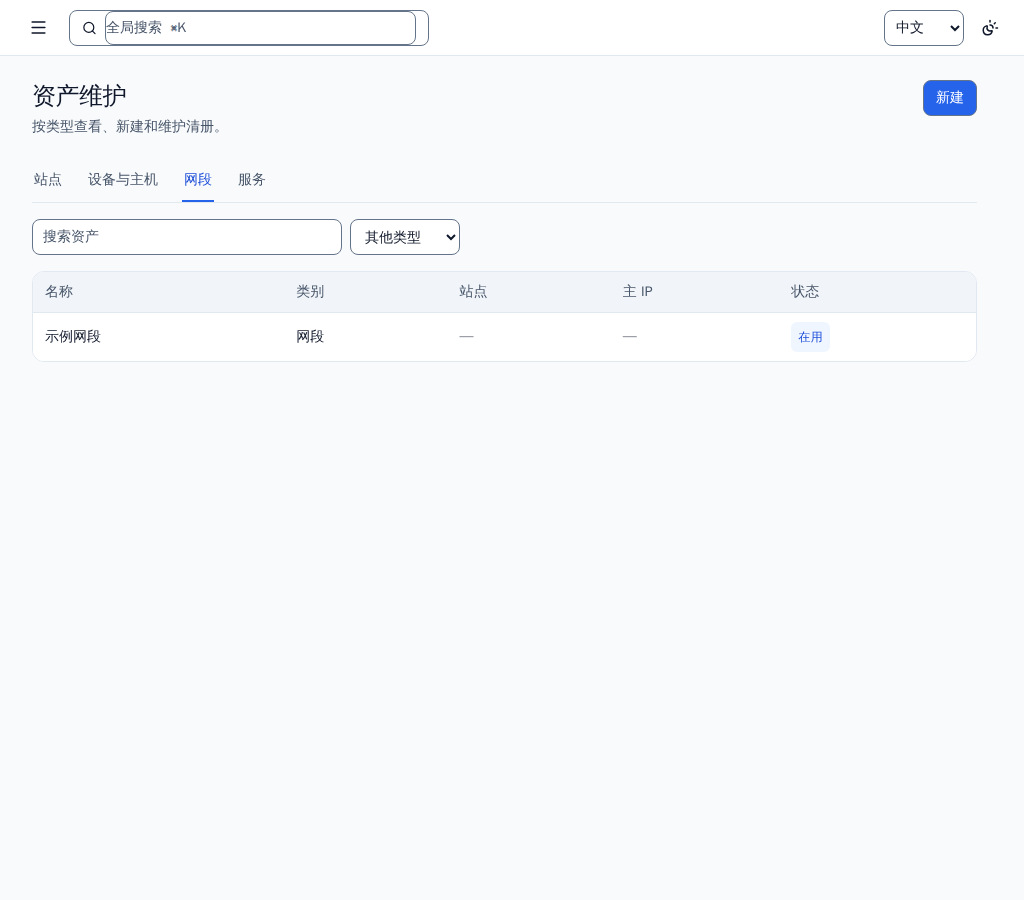 全局搜索 ⌘K
中文
资产维护
新建
按类型查看、新建和维护清册。
站点 设备与主机 网段 服务
搜索资产 其他类型
名称 类别 站点 主 IP 状态
示例网段 网段 — — 在用